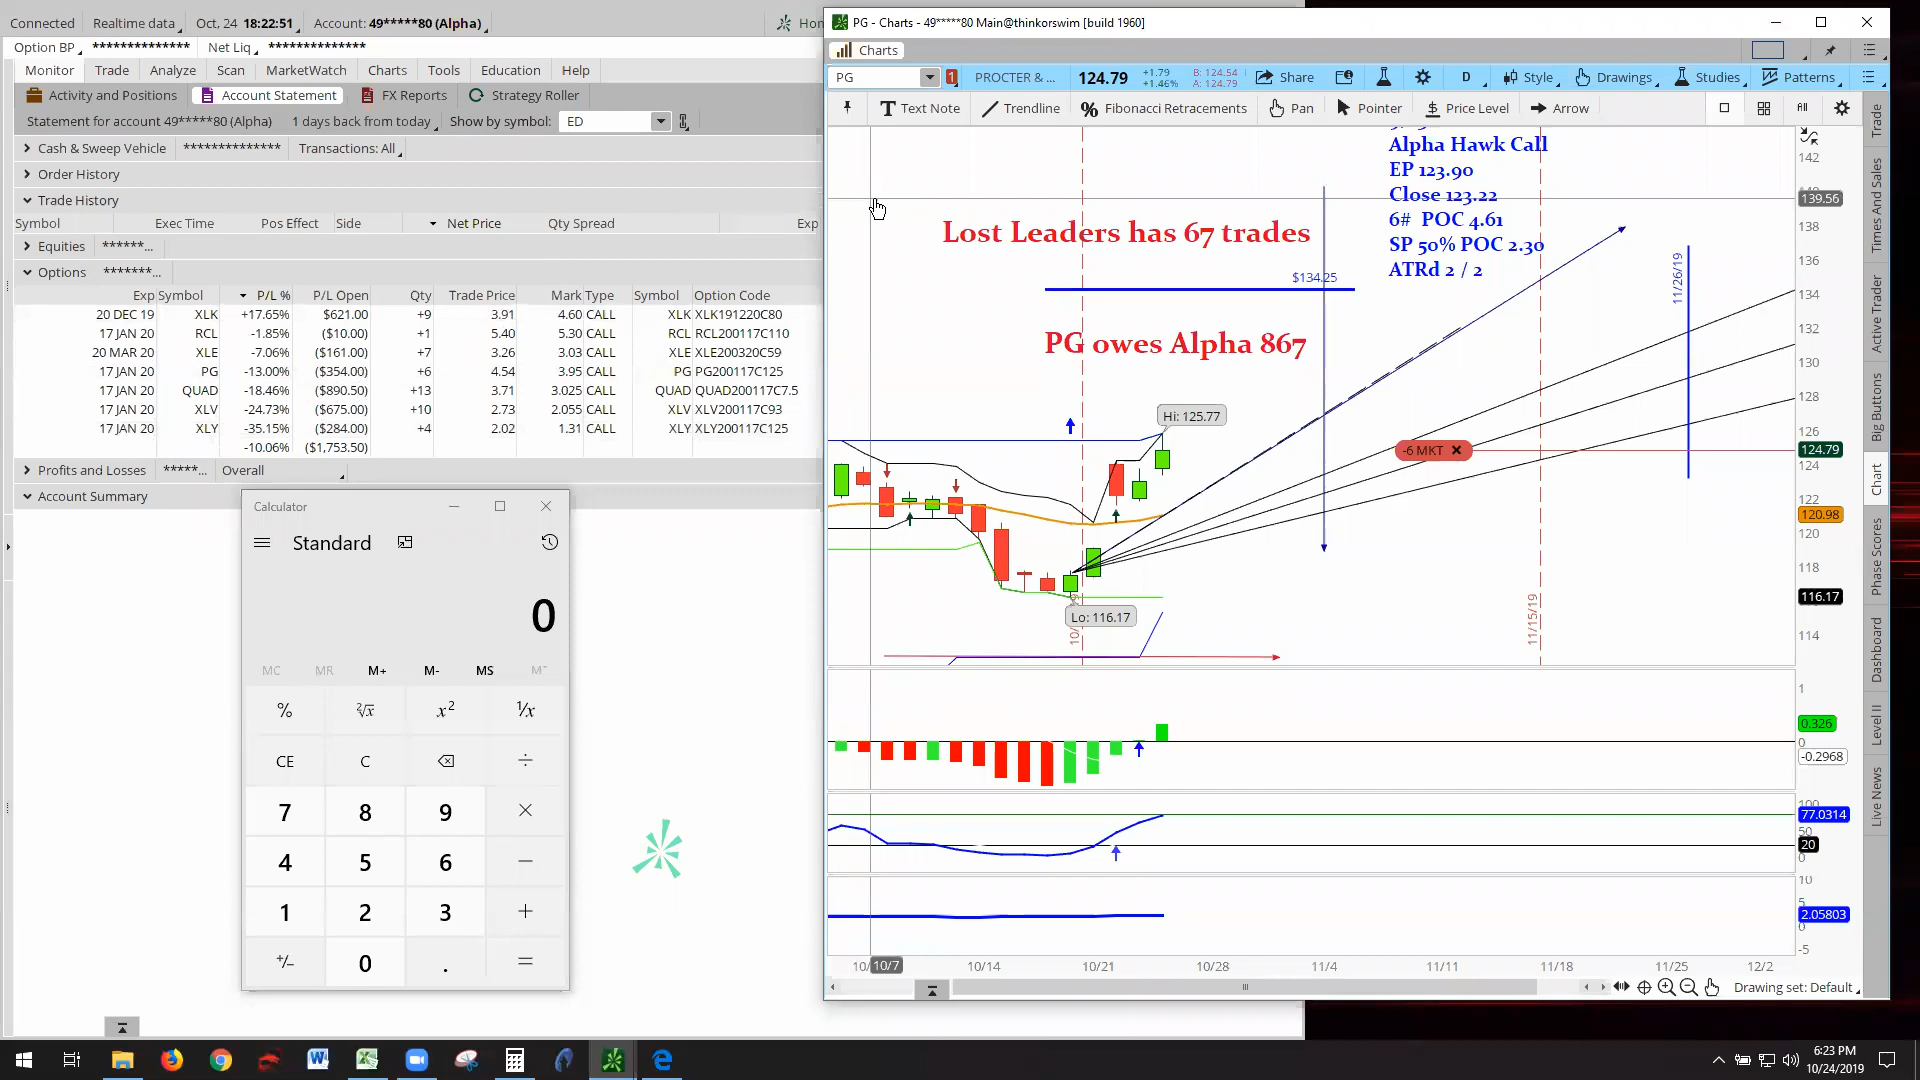 Connected Realtime data Oct, 24 18:22:51 Account: 49*****80 (Alpha)
Option BP ************** Net Liq **************
Monitor Trade Analyze Scan MarketWatch Charts Tools Education Help
Activity and Positions Account Statement FX Reports Strategy Roller
Statement for account 49*****80 (Alpha) 1 days back from today Show by symbol: ED
Cash & Sweep Vehicle ************** Transactions: All
Order History
Trade History
Symbol Exec Time Pos Effect Side Net Price Qty Spread Exp
Equities ******...
Options *******...
Exp Symbol P/L % P/L Open Qty Trade Price Mark Type Symbol Option Code
20 DEC 19 XLK +17.65% $621.00 +9 3.91 4.60 CALL XLK XLK191220C80
17 JAN 20 RCL -1.85% ($10.00) +1 5.40 5.30 CALL RCL RCL200117C110
20 MAR 20 XLE -7.06% ($161.00) +7 3.26 3.03 CALL XLE XLE200320C59
17 JAN 20 PG -13.00% ($354.00) +6 4.54 3.95 CALL PG PG200117C125
17 JAN 20 QUAD -18.46% ($890.50) +13 3.71 3.025 CALL QUAD QUAD200117C7.5
17 JAN 20 XLV -24.73% ($675.00) +10 2.73 2.055 CALL XLV XLV200117C93
17 JAN 20 XLY -35.15% ($284.00) +4 2.02 1.31 CALL XLY XLY200117C125
-10.06% ($1,753.50)
Profits and Losses *****... Overall
Account Summary
Calculator
Standard
0
MC MR M+ M- MS
% ²√x x² ¹/x
CE C ÷
7 8 9 ×
4 5 6 −
1 2 3 +
+/− 0 . =
PG - Charts - 49*****80 Main@thinkorswim [build 1960]
Charts
PG 1 PROCTER & ... 124.79 +1.79 +1.46% B: 124.54 A: 124.79 Share D Style Drawings Studies Patterns
T Text Note Trendline % Fibonacci Retracements Pan Pointer $ Price Level Arrow All
Alpha Hawk Call
EP 123.90
Close 123.22
6# POC 4.61
SP 50% POC 2.30
ATRd 2 / 2
Lost Leaders has 67 trades
$134.25
PG owes Alpha 867
11/26/19
Hi: 125.77
-6 MKT
Lo: 116.17
11/15/19
142
139.56
138
136
134
132
130
128
126
124.79
124
122
120.98
120
118
116.17
114
1
0.326
0
-0.2968
100
77.0314
50
20
0
10
5
2.05803
0
-5
10/7 10/14 10/21 10/28 11/4 11/11 11/18 11/25 12/2
Drawing set: Default
Trade
Times And Sales
Active Trader
Big Buttons
Chart
Phase Scores
Dashboard
Level II
Live News
6:23 PM
10/24/2019